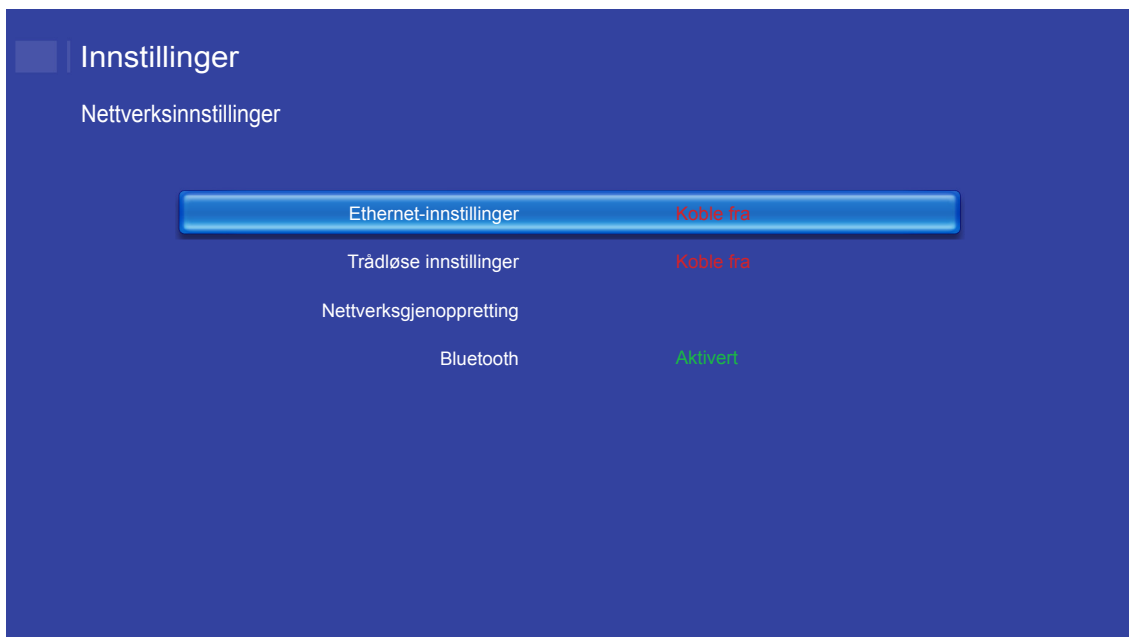 Innstillinger
Nettverksinnstillinger
Ethernet-innstillinger Koble fra
Trådløse innstillinger Koble fra
Nettverksgjenoppretting
Bluetooth Aktivert